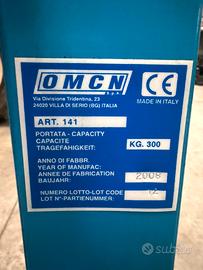 OMCN
s.p.a.
CE
Via Divisione Tridentina, 23
24020 VILLA DI SERIO (BG) ITALIA
MADE IN ITALY
ART. 141
PORTATA - CAPACITY
CAPACITE
TRAGEFAHIGKEIT:
KG. 300
ANNO DI FABBR.
YEAR OF MANUFAC:
ANNEE DE FABRICATION
BAUJAHR:
2008
NUMERO LOTTO-LOT CODE
LOT N°-PARTIENUMMER:
02
subito